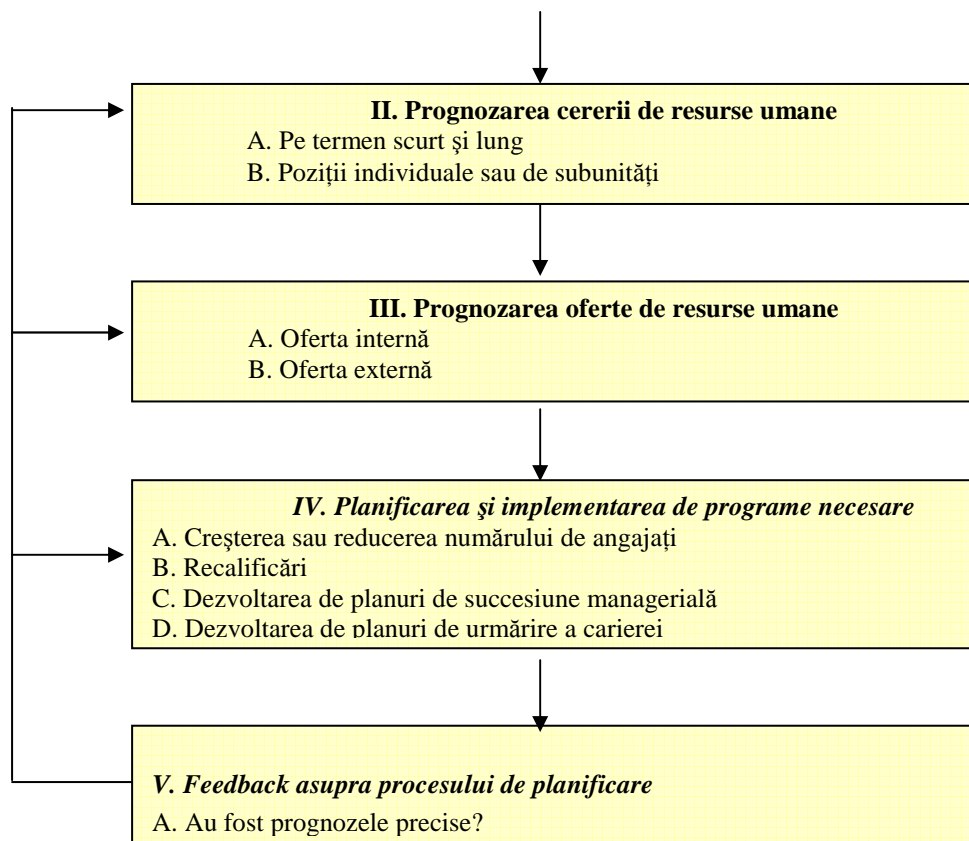 II. Prognozarea cererii de resurse umane
A. Pe termen scurt şi lung
B. Poziții individuale sau de subunități
III. Prognozarea oferte de resurse umane
A. Oferta internă
B. Oferta externă
IV. Planificarea şi implementarea de programe necesare
A. Creşterea sau reducerea numărului de angajați
B. Recalificări
C. Dezvoltarea de planuri de succesiune managerială
D. Dezvoltarea de planuri de urmărire a carierei
V. Feedback asupra procesului de planificare
A. Au fost prognozele precise?